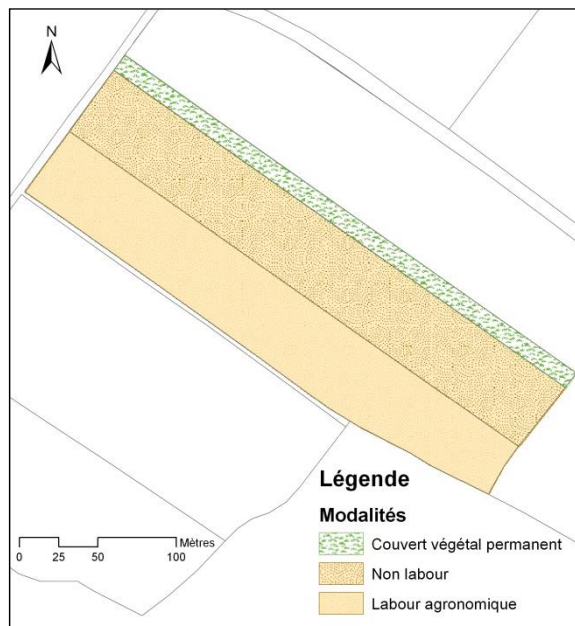 N
Légende
Modalités
Couvert végétal permanent
Non labour
Labour agronomique
Mètres
0 25 50 100